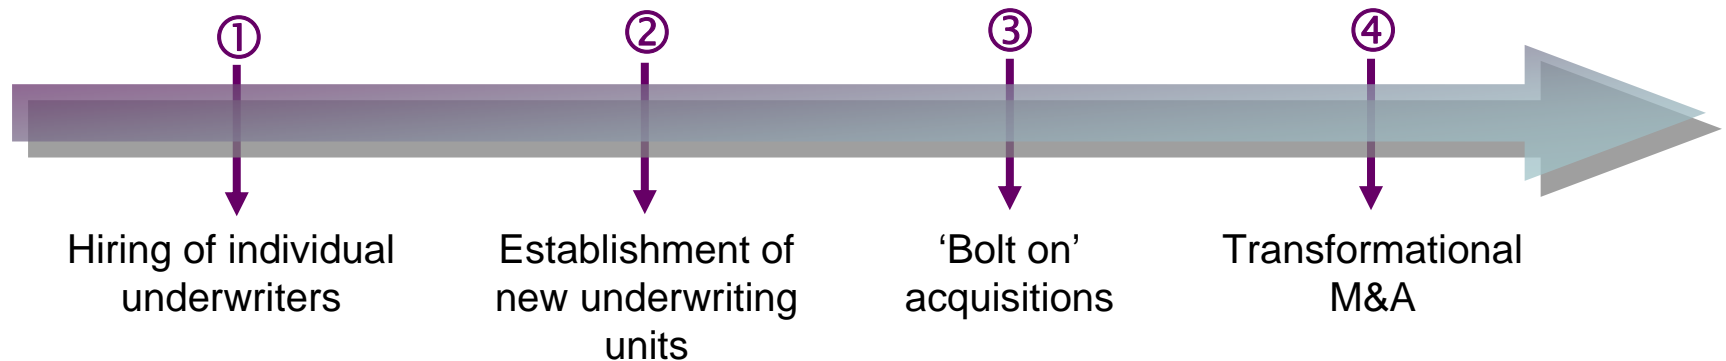 ①
②
③
④
Hiring of individual
underwriters
Establishment of
new underwriting
units
‘Bolt on’
acquisitions
Transformational
M&A